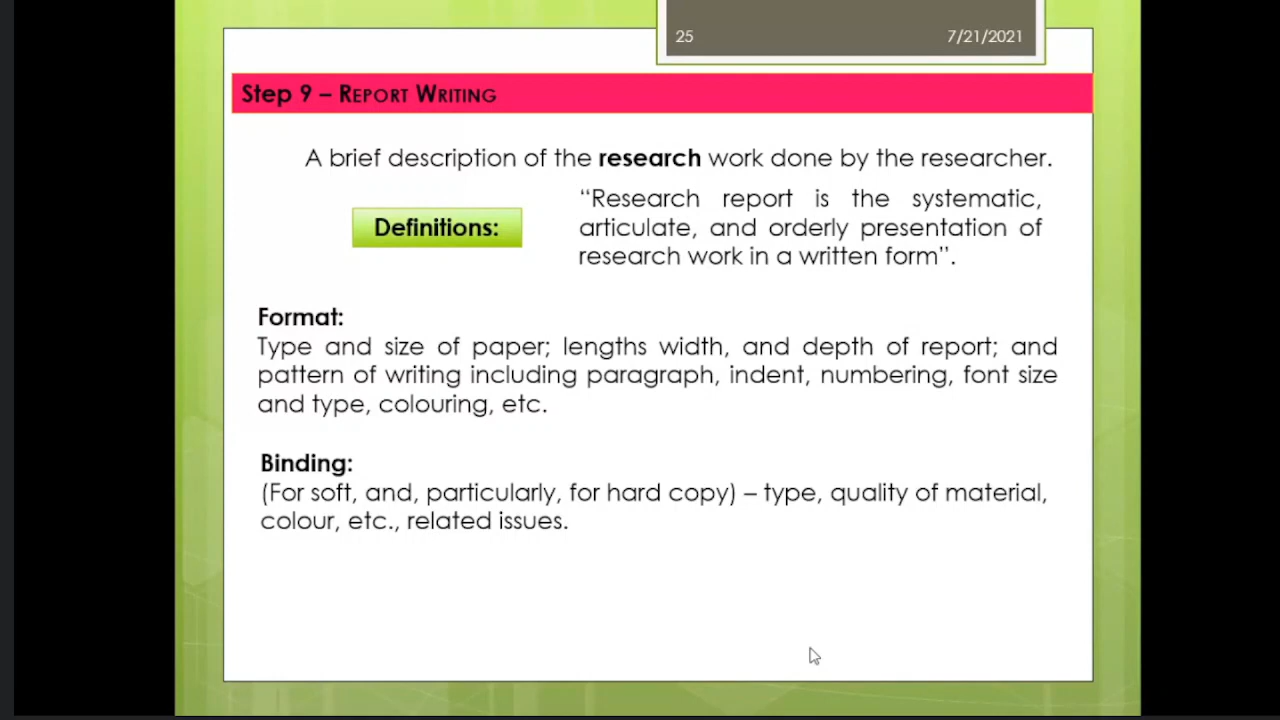 25 7/21/2021
Step 9 – REPORT WRITING
A brief description of the research work done by the researcher.
Definitions:
“Research report is the systematic,
articulate, and orderly presentation of
research work in a written form”.
Format:
Type and size of paper; lengths width, and depth of report; and
pattern of writing including paragraph, indent, numbering, font size
and type, colouring, etc.
Binding:
(For soft, and, particularly, for hard copy) – type, quality of material,
colour, etc., related issues.